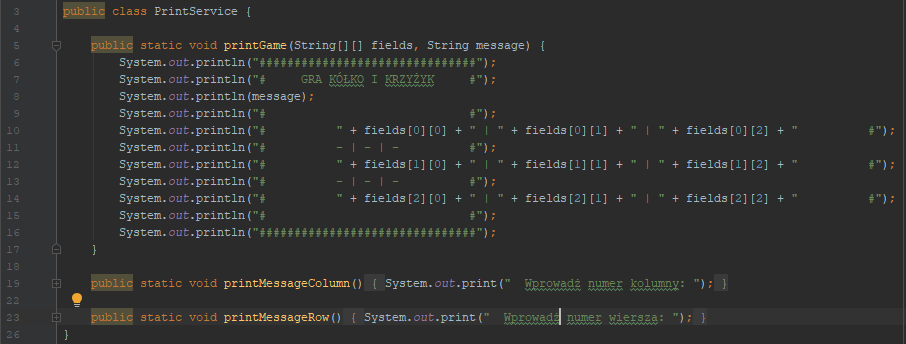 3 public class PrintService {
4
5 public static void printGame(String[][] fields, String message) {
6 System.out.println("###############################");
7 System.out.println("#     GRA KÓŁKO I KRZYŻYK     #");
8 System.out.println(message);
9 System.out.println("#                             #");
10 System.out.println("#          " + fields[0][0] + " | " + fields[0][1] + " | " + fields[0][2] + "          #");
11 System.out.println("#          - | - | -          #");
12 System.out.println("#          " + fields[1][0] + " | " + fields[1][1] + " | " + fields[1][2] + "          #");
13 System.out.println("#          - | - | -          #");
14 System.out.println("#          " + fields[2][0] + " | " + fields[2][1] + " | " + fields[2][2] + "          #");
15 System.out.println("#                             #");
16 System.out.println("###############################");
17 }
18
19 public static void printMessageColumn() { System.out.print("  Wprowadź numer kolumny: "); }
22
23 public static void printMessageRow() { System.out.print("  Wprowadź numer wiersza: "); }
26 }